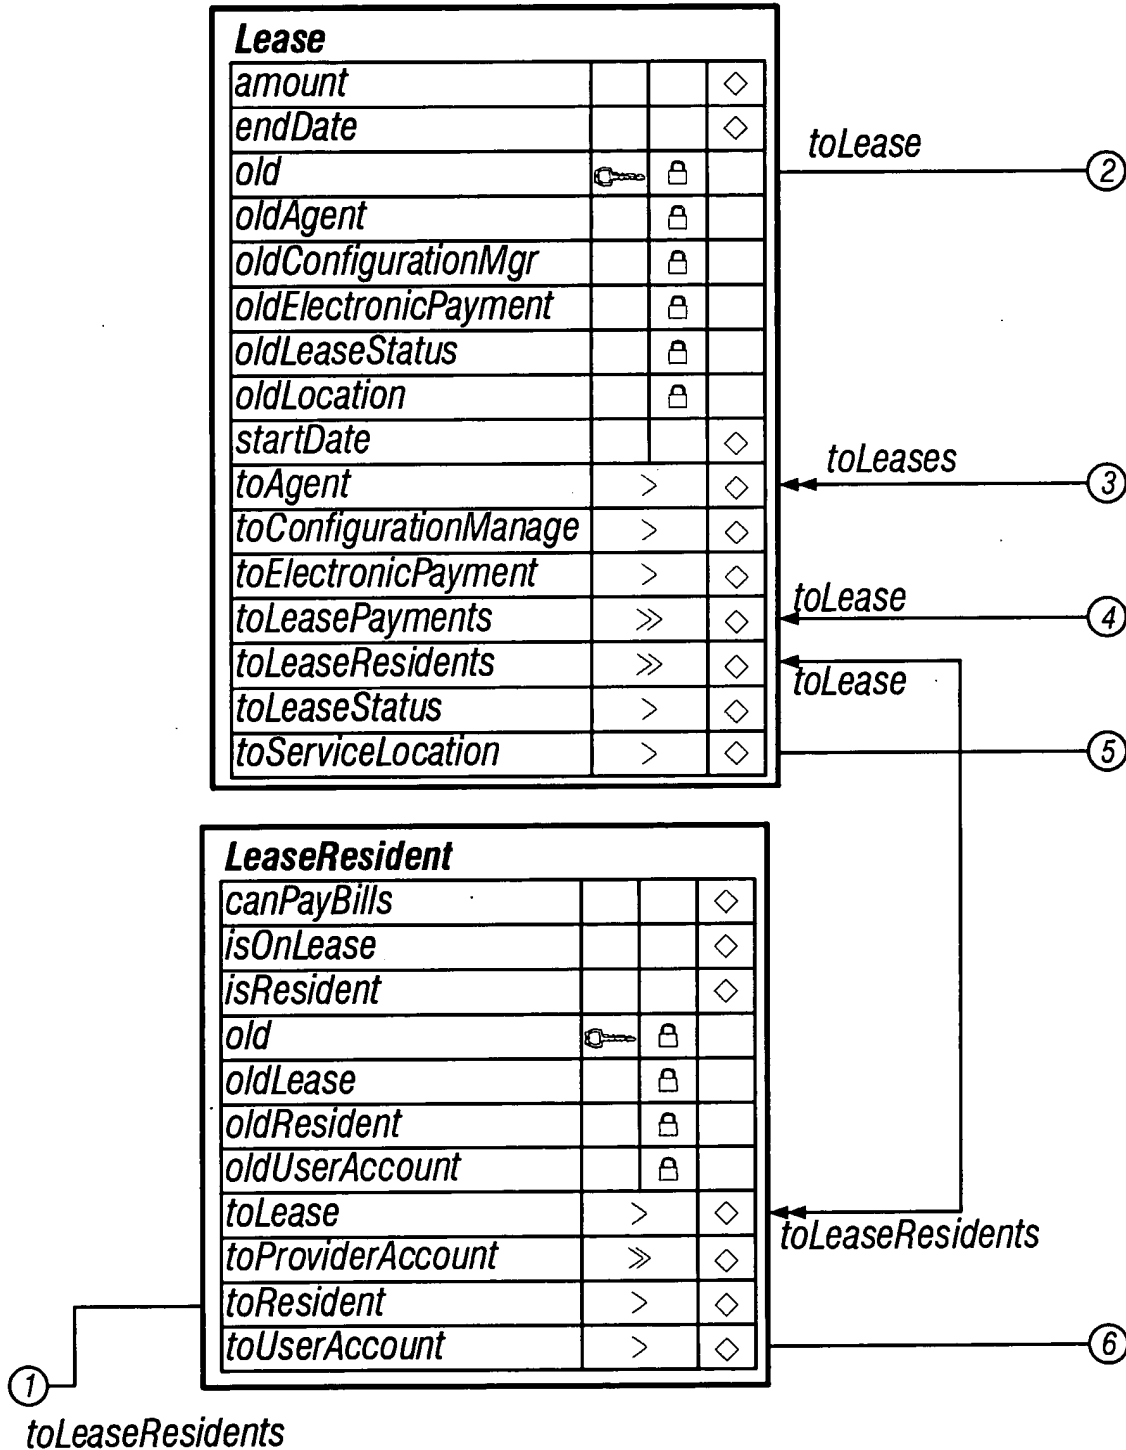 Lease
amount
endDate
toLease
old
2
oldAgent
oldConfigurationMgr
oldElectronicPayment
oldLeaseStatus
oldLocation
startDate
toLeases
toAgent
3
toConfigurationManage
toElectronicPayment
toLease
toLeasePayments
4
toLeaseResidents
toLease
toLeaseStatus
toServiceLocation
5
LeaseResident
canPayBills
isOnLease
isResident
old
oldLease
oldResident
oldUserAccount
toLease
toLeaseResidents
toProviderAccount
toResident
toUserAccount
6
1
toLeaseResidents